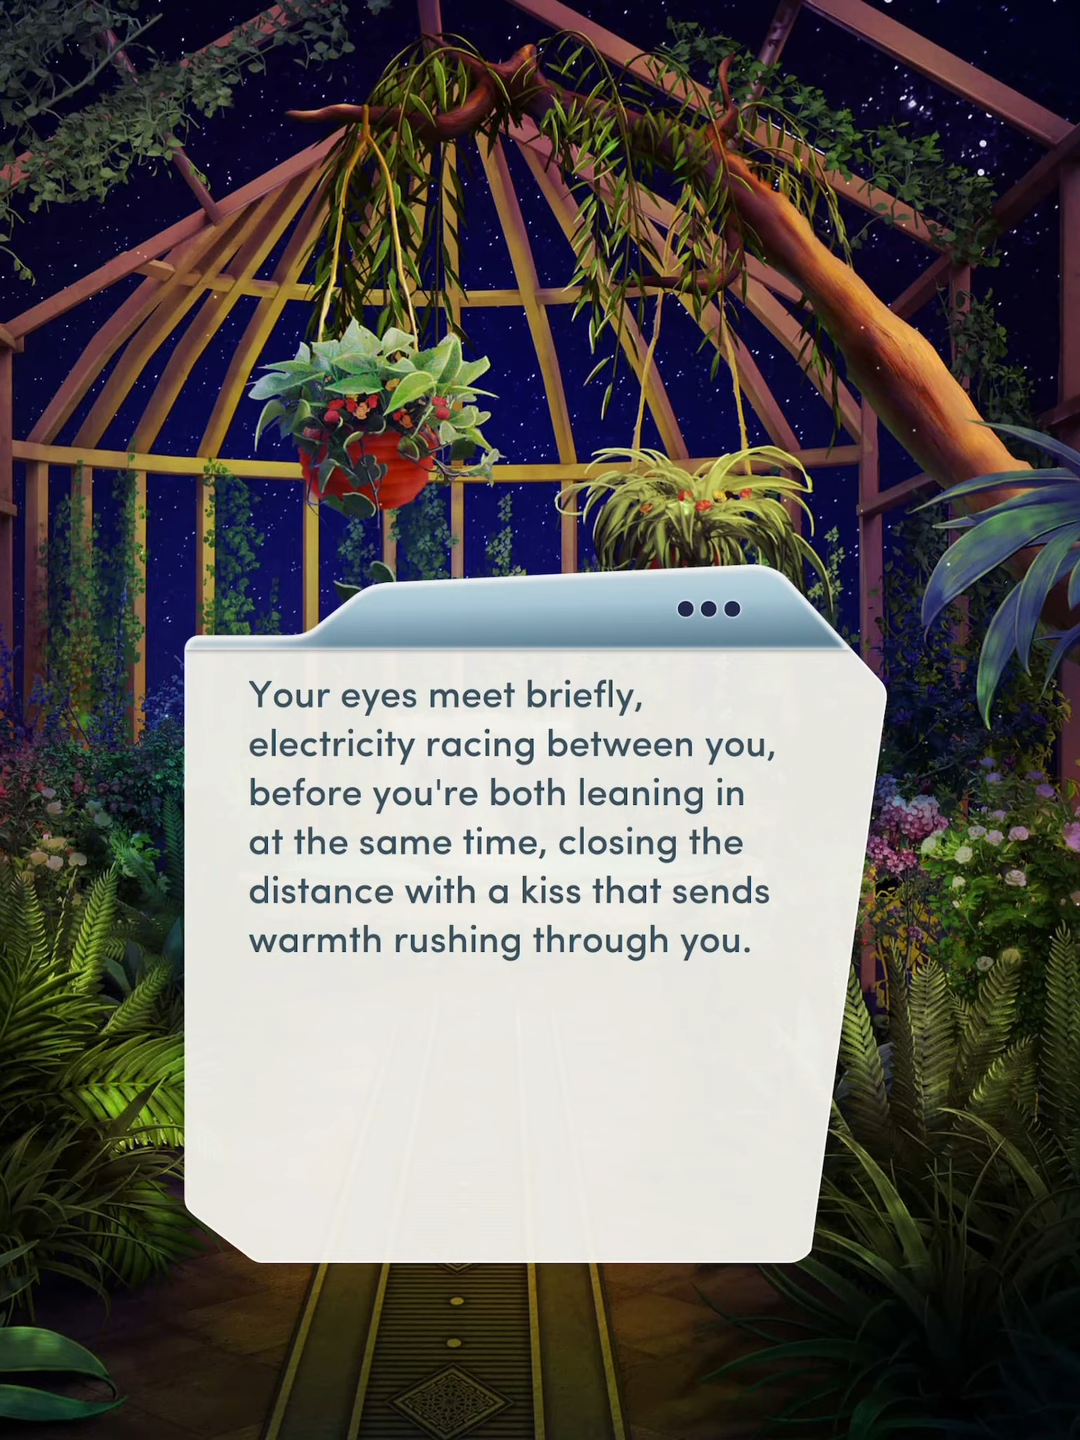 Your eyes meet briefly,
electricity racing between you,
before you're both leaning in
at the same time, closing the
distance with a kiss that sends
warmth rushing through you.